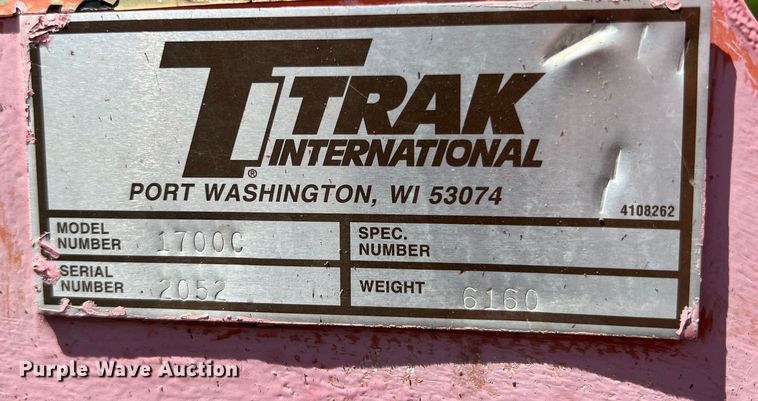 TRAK
INTERNATIONAL
®
PORT WASHINGTON, WI 53074
4108262
MODEL NUMBER 1700C
SPEC. NUMBER
SERIAL NUMBER 2052
WEIGHT 6160
Purple Wave Auction